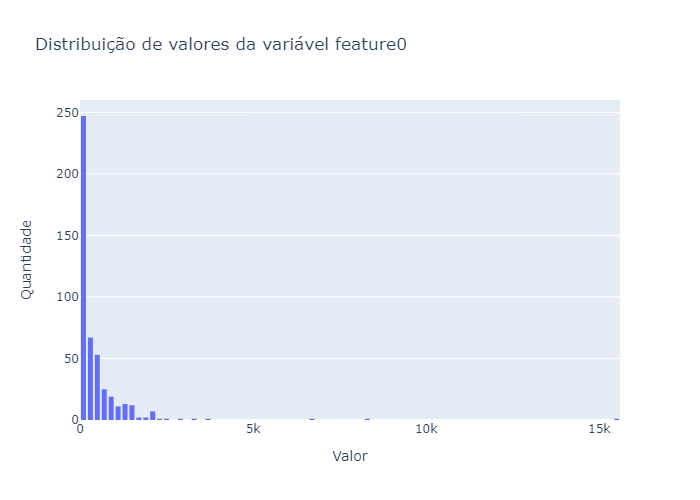 Distribuição de valores da variável feature0
250
200
150
100
50
0
0
5k
10k
15k
Quantidade
Valor